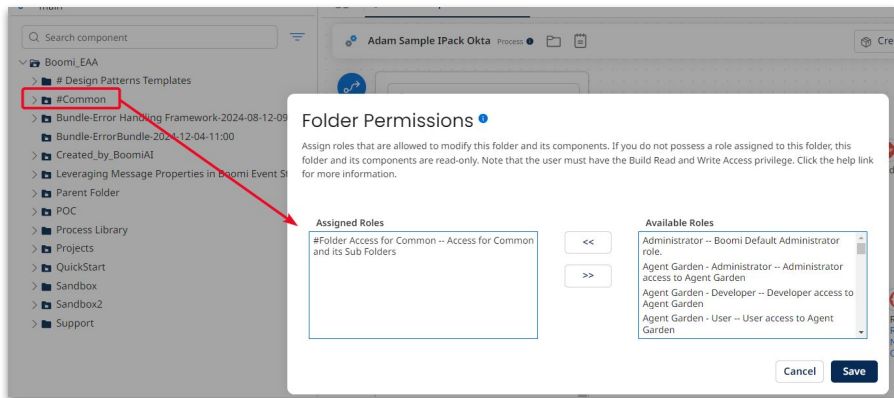 main
Search component
Adam Sample IPack Okta Process
Cre
Boomi_EAA
# Design Patterns Templates
#Common
Bundle-Error Handling Framework-2024-08-12-09
Bundle-ErrorBundle-2024-12-04-11:00
Created_by_BoomiAI
Leveraging Message Properties in Boomi Event St
Parent Folder
POC
Process Library
Projects
QuickStart
Sandbox
Sandbox2
Support
Folder Permissions
Assign roles that are allowed to modify this folder and its components. If you do not possess a role assigned to this folder, this
folder and its components are read-only. Note that the user must have the Build Read and Write Access privilege. Click the help link
for more information.
Assigned Roles
#Folder Access for Common -- Access for Common
and its Sub Folders
<<
>>
Available Roles
Administrator -- Boomi Default Administrator
role.
Agent Garden - Administrator -- Administrator
access to Agent Garden
Agent Garden - Developer -- Developer access to
Agent Garden
Agent Garden - User -- User access to Agent
Garden
Cancel
Save